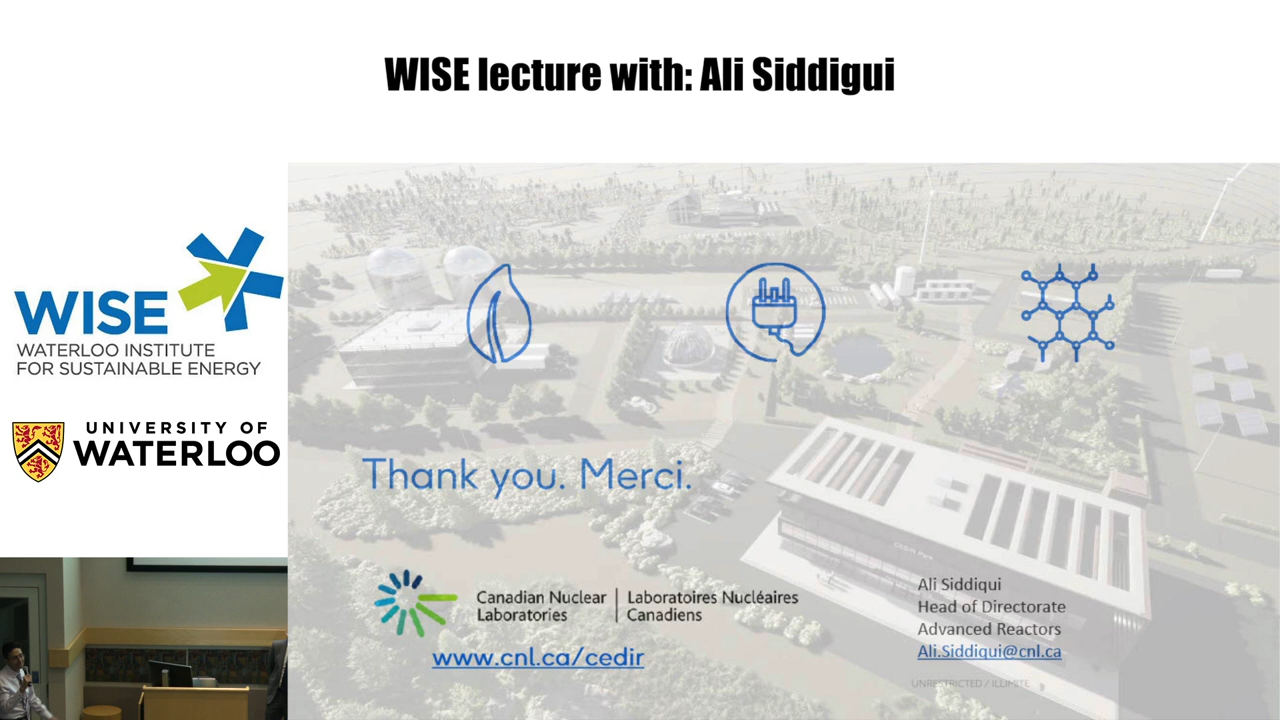 WISE lecture with: Ali Siddigui
WISE
WATERLOO INSTITUTE
FOR SUSTAINABLE ENERGY
UNIVERSITY OF
WATERLOO
Thank you. Merci.
Canadian Nuclear
Laboratories
Laboratoires Nucléaires
Canadiens
www.cnl.ca/cedir
Ali Siddiqui
Head of Directorate
Advanced Reactors
Ali.Siddiqui@cnl.ca
UNRESTRICTED / ILLIMITÉ